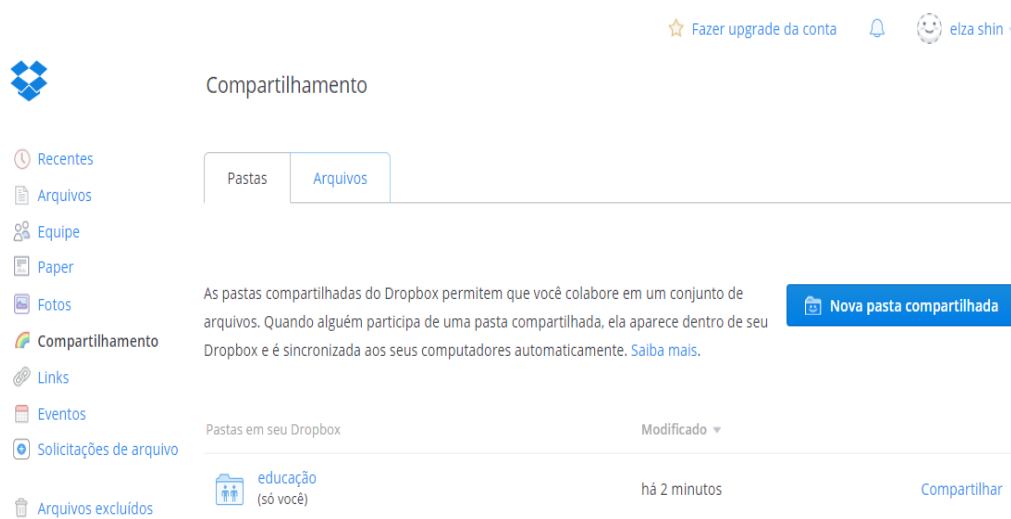 Fazer upgrade da conta
elza shin
Compartilhamento
Recentes
Arquivos
Equipe
Paper
Fotos
Compartilhamento
Links
Eventos
Solicitações de arquivo
Arquivos excluídos
Pastas
Arquivos
As pastas compartilhadas do Dropbox permitem que você colabore em um conjunto de
arquivos. Quando alguém participa de uma pasta compartilhada, ela aparece dentro de seu
Dropbox e é sincronizada aos seus computadores automaticamente. Saiba mais.
Nova pasta compartilhada
Pastas em seu Dropbox
Modificado
educação
(só você)
há 2 minutos
Compartilhar